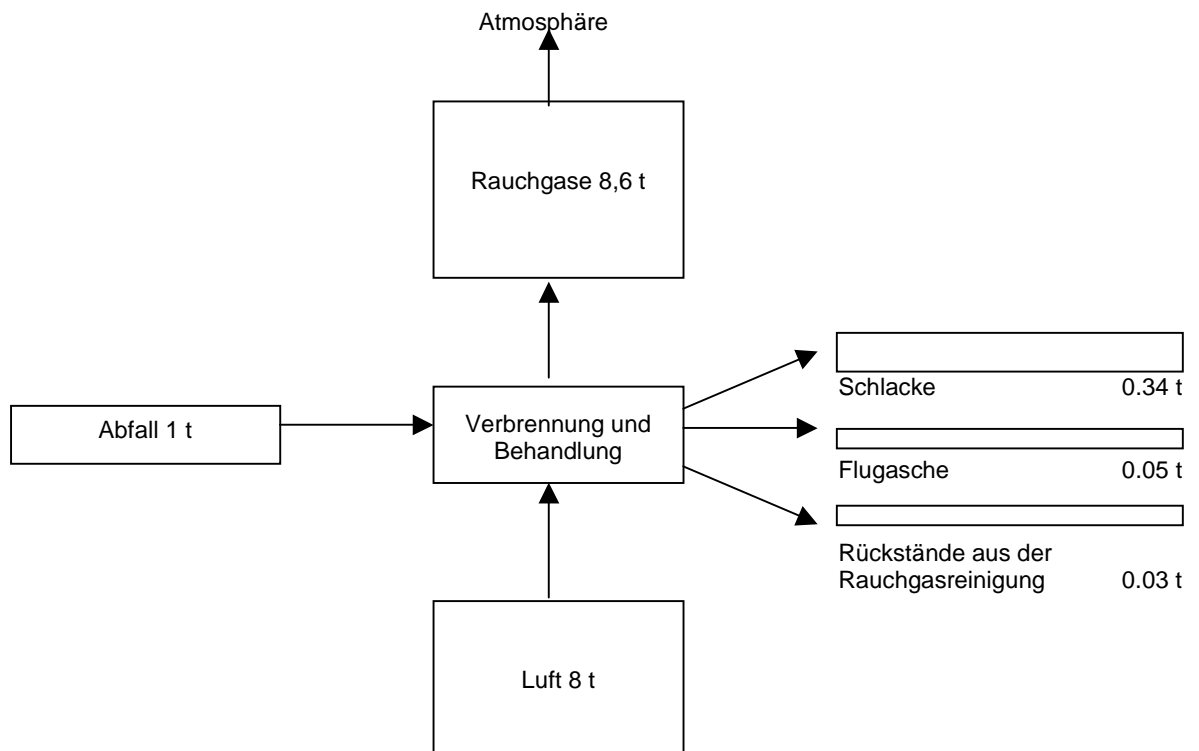 Atmosphäre
Rauchgase 8,6 t
Schlacke 0.34 t
Abfall 1 t
Verbrennung und
Behandlung
Flugasche 0.05 t
Rückstände aus der
Rauchgasreinigung 0.03 t
Luft 8 t